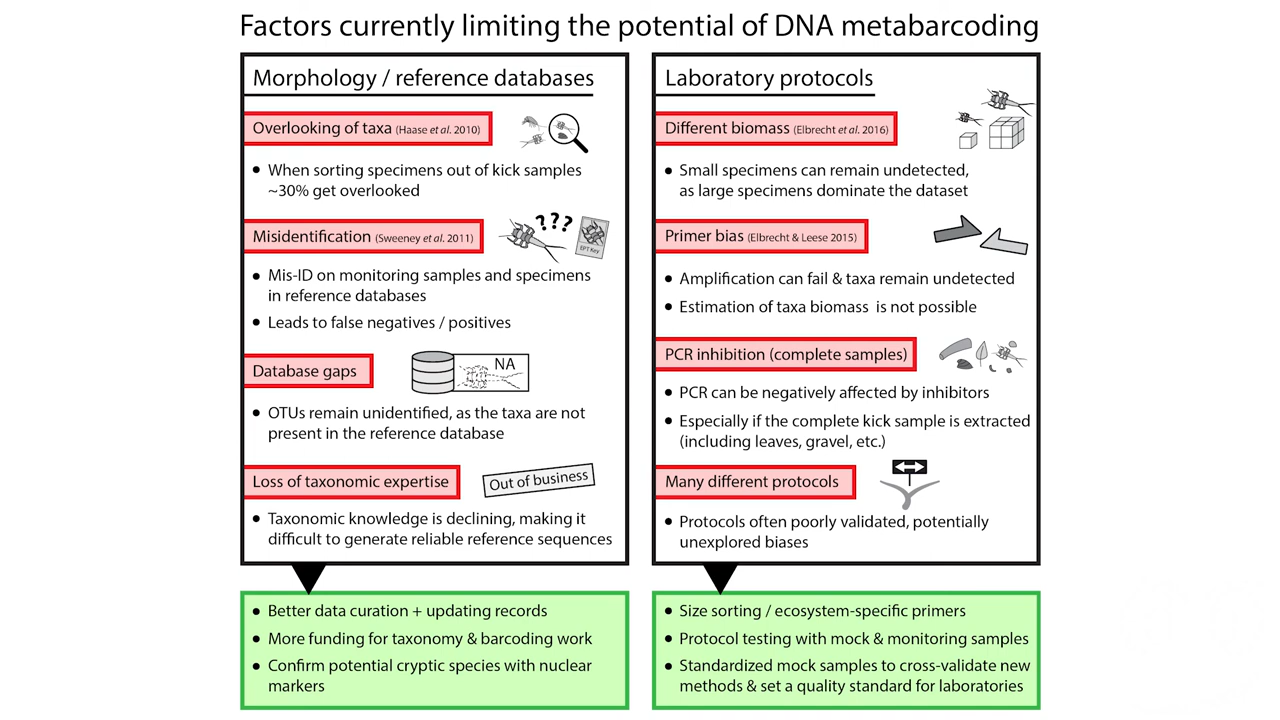 Factors currently limiting the potential of DNA metabarcoding
Morphology / reference databases
Overlooking of taxa (Haase et al. 2010)
• When sorting specimens out of kick samples
~30% get overlooked
Misidentification (Sweeney et al. 2011)
???
EPT Key
• Mis-ID on monitoring samples and specimens
in reference databases
• Leads to false negatives / positives
Database gaps
NA
• OTUs remain unidentified, as the taxa are not
present in the reference database
Loss of taxonomic expertise
Out of business
• Taxonomic knowledge is declining, making it
difficult to generate reliable reference sequences
• Better data curation + updating records
• More funding for taxonomy & barcoding work
• Confirm potential cryptic species with nuclear
markers
Laboratory protocols
Different biomass (Elbrecht et al. 2016)
• Small specimens can remain undetected,
as large specimens dominate the dataset
Primer bias (Elbrecht & Leese 2015)
• Amplification can fail & taxa remain undetected
• Estimation of taxa biomass is not possible
PCR inhibition (complete samples)
• PCR can be negatively affected by inhibitors
• Especially if the complete kick sample is extracted
(including leaves, gravel, etc.)
Many different protocols
• Protocols often poorly validated, potentially
unexplored biases
• Size sorting / ecosystem-specific primers
• Protocol testing with mock & monitoring samples
• Standardized mock samples to cross-validate new
methods & set a quality standard for laboratories